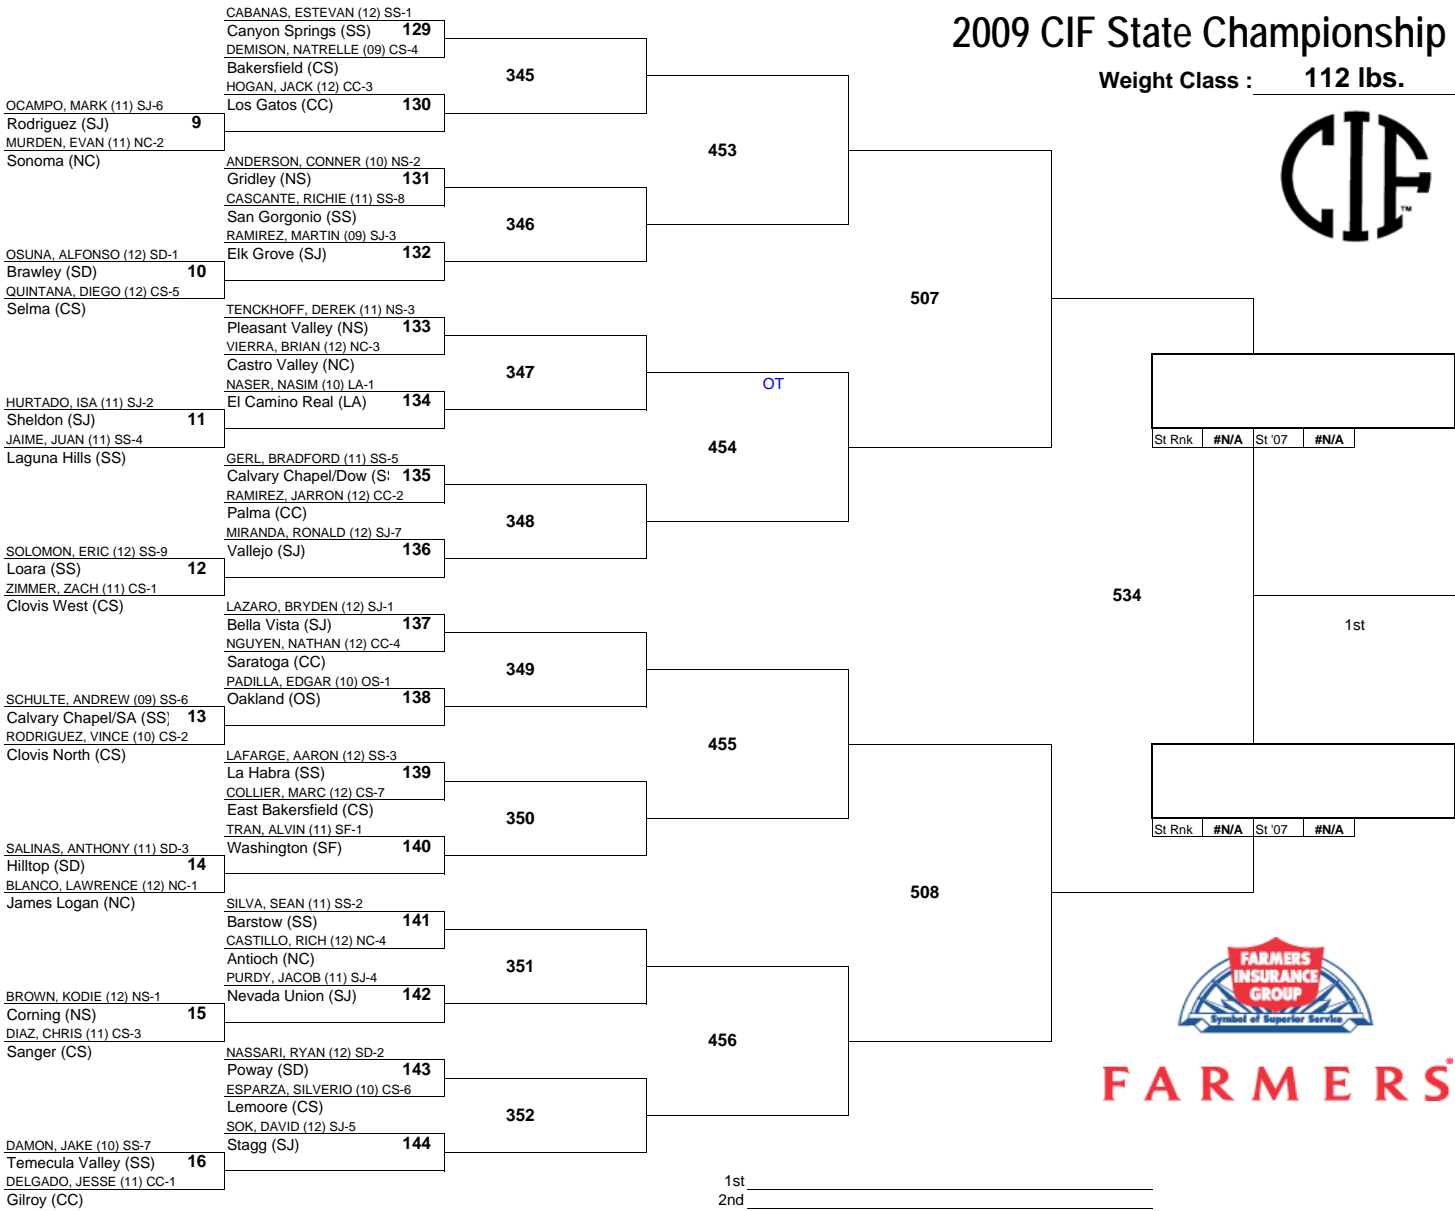 2009 CIF State Championship
Weight Class : 112 lbs.
CIF
TM
OCAMPO, MARK (11) SJ-6
Rodriguez (SJ) 9
MURDEN, EVAN (11) NC-2
Sonoma (NC)
OSUNA, ALFONSO (12) SD-1
Brawley (SD) 10
QUINTANA, DIEGO (12) CS-5
Selma (CS)
HURTADO, ISA (11) SJ-2
Sheldon (SJ) 11
JAIME, JUAN (11) SS-4
Laguna Hills (SS)
SOLOMON, ERIC (12) SS-9
Loara (SS) 12
ZIMMER, ZACH (11) CS-1
Clovis West (CS)
SCHULTE, ANDREW (09) SS-6
Calvary Chapel/SA (SS) 13
RODRIGUEZ, VINCE (10) CS-2
Clovis North (CS)
SALINAS, ANTHONY (11) SD-3
Hilltop (SD) 14
BLANCO, LAWRENCE (12) NC-1
James Logan (NC)
BROWN, KODIE (12) NS-1
Corning (NS) 15
DIAZ, CHRIS (11) CS-3
Sanger (CS)
DAMON, JAKE (10) SS-7
Temecula Valley (SS) 16
DELGADO, JESSE (11) CC-1
Gilroy (CC)
CABANAS, ESTEVAN (12) SS-1
Canyon Springs (SS) 129
DEMISON, NATRELLE (09) CS-4
Bakersfield (CS)
HOGAN, JACK (12) CC-3
Los Gatos (CC) 130
ANDERSON, CONNER (10) NS-2
Gridley (NS) 131
CASCANTE, RICHIE (11) SS-8
San Gorgonio (SS)
RAMIREZ, MARTIN (09) SJ-3
Elk Grove (SJ) 132
TENCKHOFF, DEREK (11) NS-3
Pleasant Valley (NS) 133
VIERRA, BRIAN (12) NC-3
Castro Valley (NC)
NASER, NASIM (10) LA-1
El Camino Real (LA) 134
GERL, BRADFORD (11) SS-5
Calvary Chapel/Dow (S 135
RAMIREZ, JARRON (12) CC-2
Palma (CC)
MIRANDA, RONALD (12) SJ-7
Vallejo (SJ) 136
LAZARO, BRYDEN (12) SJ-1
Bella Vista (SJ) 137
NGUYEN, NATHAN (12) CC-4
Saratoga (CC)
PADILLA, EDGAR (10) OS-1
Oakland (OS) 138
LAFARGE, AARON (12) SS-3
La Habra (SS) 139
COLLIER, MARC (12) CS-7
East Bakersfield (CS)
TRAN, ALVIN (11) SF-1
Washington (SF) 140
SILVA, SEAN (11) SS-2
Barstow (SS) 141
CASTILLO, RICH (12) NC-4
Antioch (NC)
PURDY, JACOB (11) SJ-4
Nevada Union (SJ) 142
NASSARI, RYAN (12) SD-2
Poway (SD) 143
ESPARZA, SILVERIO (10) CS-6
Lemoore (CS)
SOK, DAVID (12) SJ-5
Stagg (SJ) 144
345
346
347
348
349
350
351
352
453
OT
454
455
456
507
508
534
St Rnk #N/A St '07 #N/A
1st
St Rnk #N/A St '07 #N/A
FARMERS
INSURANCE
GROUP
Symbol of Superior Service
FARMERS
1st
2nd